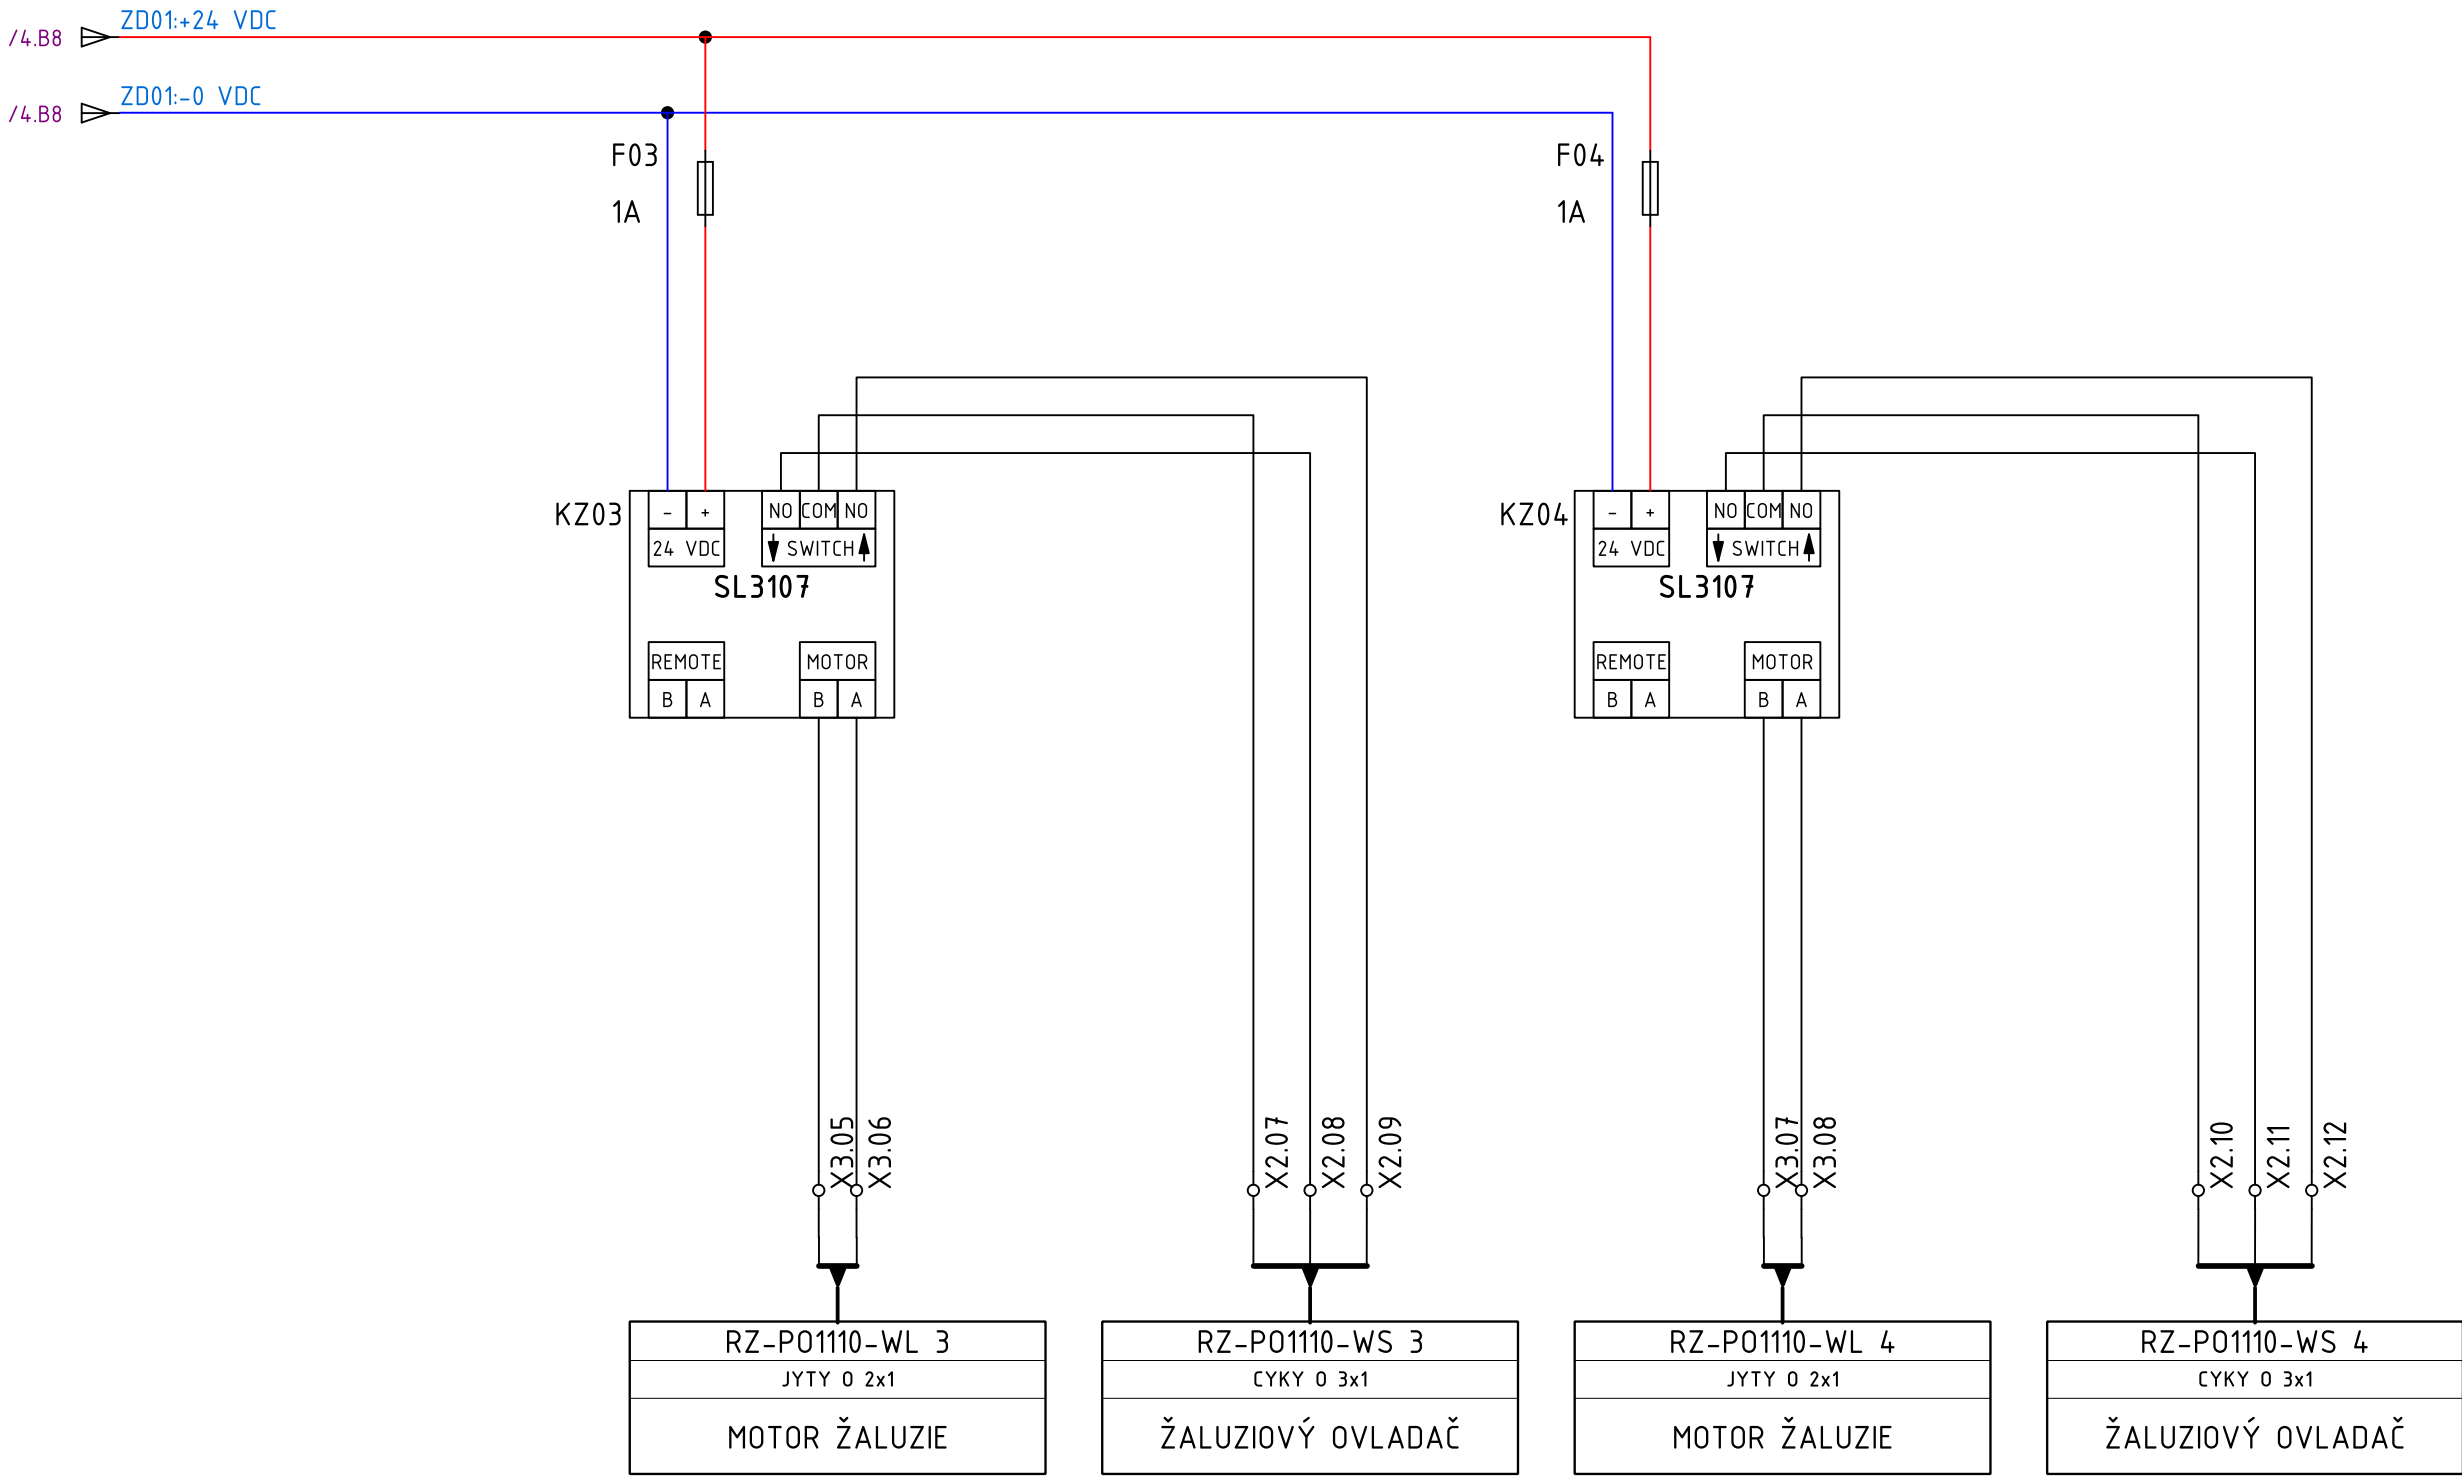 ZD01:+24 VDC
/4.B8
ZD01:-0 VDC
/4.B8
F03
1A
F04
1A
KZ03
- + NO COM NO
24 VDC SWITCH
SL3107
REMOTE MOTOR
B A B A
KZ04
- + NO COM NO
24 VDC SWITCH
SL3107
REMOTE MOTOR
B A B A
X3.05
X3.06
X2.07
X2.08
X2.09
X3.07
X3.08
X2.10
X2.11
X2.12
RZ-PO1110-WL 3
JYTY O 2x1
MOTOR ŽALUZIE
RZ-PO1110-WS 3
CYKY O 3x1
ŽALUZIOVÝ OVLADAČ
RZ-PO1110-WL 4
JYTY O 2x1
MOTOR ŽALUZIE
RZ-PO1110-WS 4
CYKY O 3x1
ŽALUZIOVÝ OVLADAČ